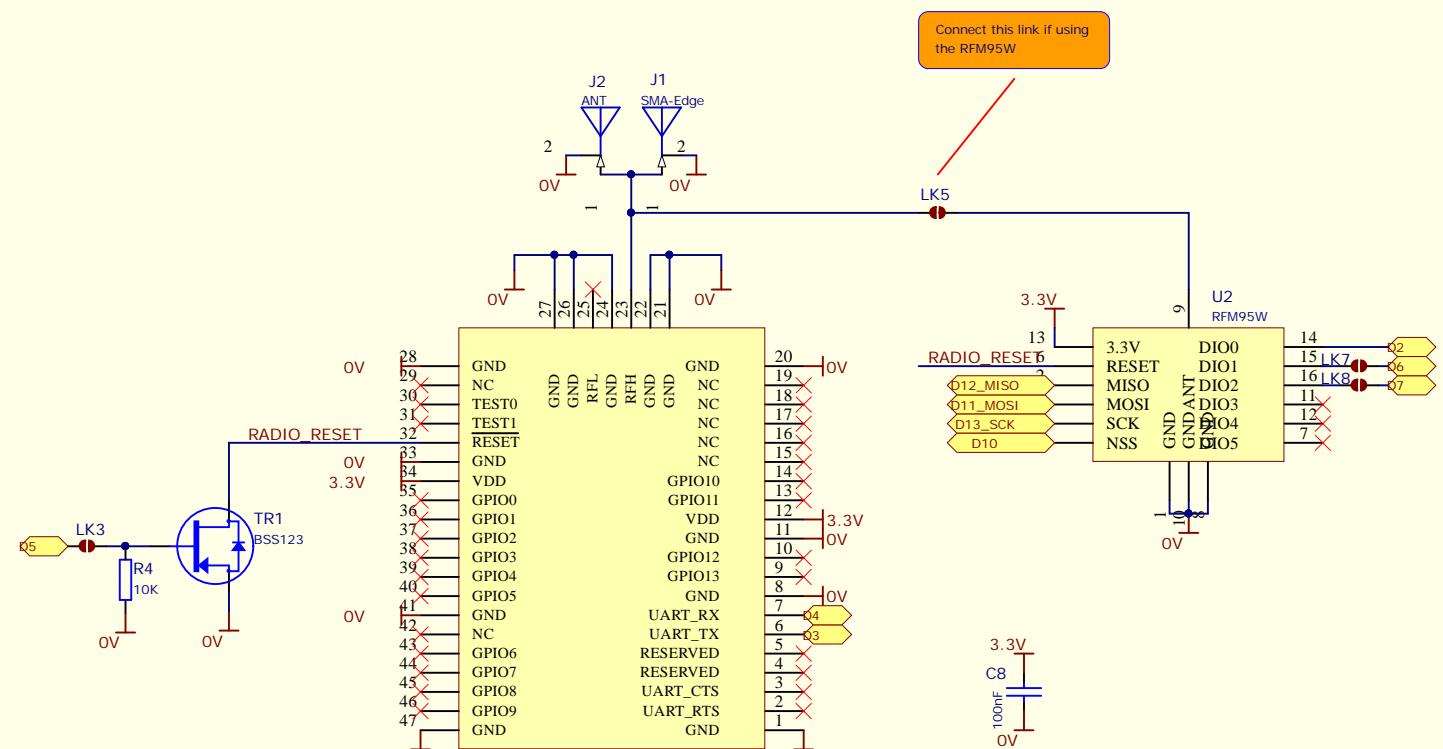 Connect this link if using
the RFM95W
J2
ANT
J1
SMA-Edge
2
2
0V
0V
1
1
LK5
0V
0V
27
26
25
24
23
22
21
GND
GND
RFL
GND
RFH
GND
GND
0V
28
GND
29
NC
30
TEST0
31
TEST1
RADIO_RESET
32
RESET
0V
33
GND
3.3V
34
VDD
35
GPIO0
36
GPIO1
37
GPIO2
38
GPIO3
39
GPIO4
40
GPIO5
0V
41
GND
42
NC
43
GPIO6
44
GPIO7
45
GPIO8
46
GPIO9
47
GND
GND
20
0V
NC
19
NC
18
NC
17
NC
16
NC
15
GPIO10
14
GPIO11
13
VDD
12
3.3V
GND
11
0V
GPIO12
10
GPIO13
9
GND
8
0V
UART_RX
7
D4
UART_TX
6
D3
RESERVED
5
RESERVED
4
UART_CTS
3
UART_RTS
2
GND
1
D5
LK3
R4
10K
0V
TR1
BSS123
0V
3.3V
9
U2
RFM95W
13
3.3V
RADIO_RESET
6
RESET
D12_MISO
MISO
D11_MOSI
MOSI
D13_SCK
SCK
D10
NSS
ANT
DIO0
14
D2
DIO1
15
LK7
D6
DIO2
16
LK8
D7
DIO3
11
DIO4
12
DIO5
7
GND
GND
GND
1
10
8
0V
3.3V
C8
100nF
0V